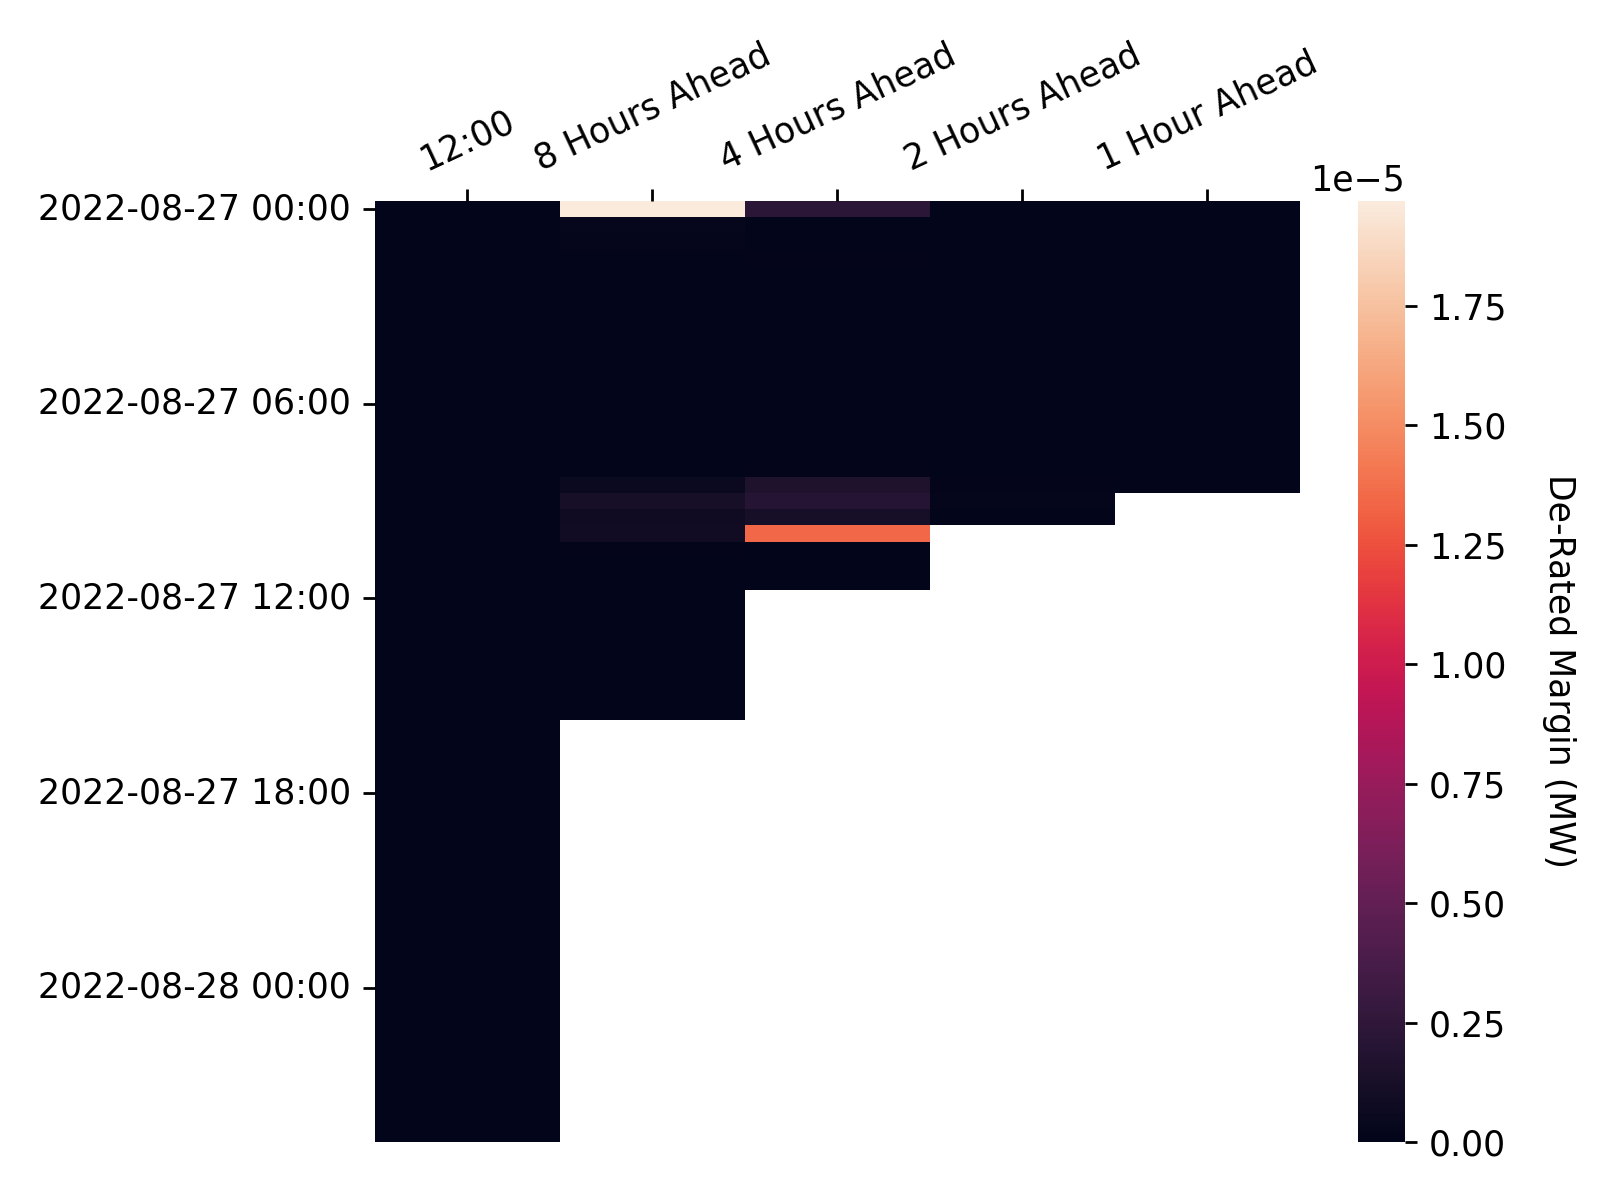 12:00
8 Hours Ahead
4 Hours Ahead
2 Hours Ahead
1 Hour Ahead
2022-08-27 00:00
2022-08-27 06:00
2022-08-27 12:00
2022-08-27 18:00
2022-08-28 00:00
1e−5
1.75
1.50
1.25
1.00
0.75
0.50
0.25
0.00
De-Rated Margin (MW)